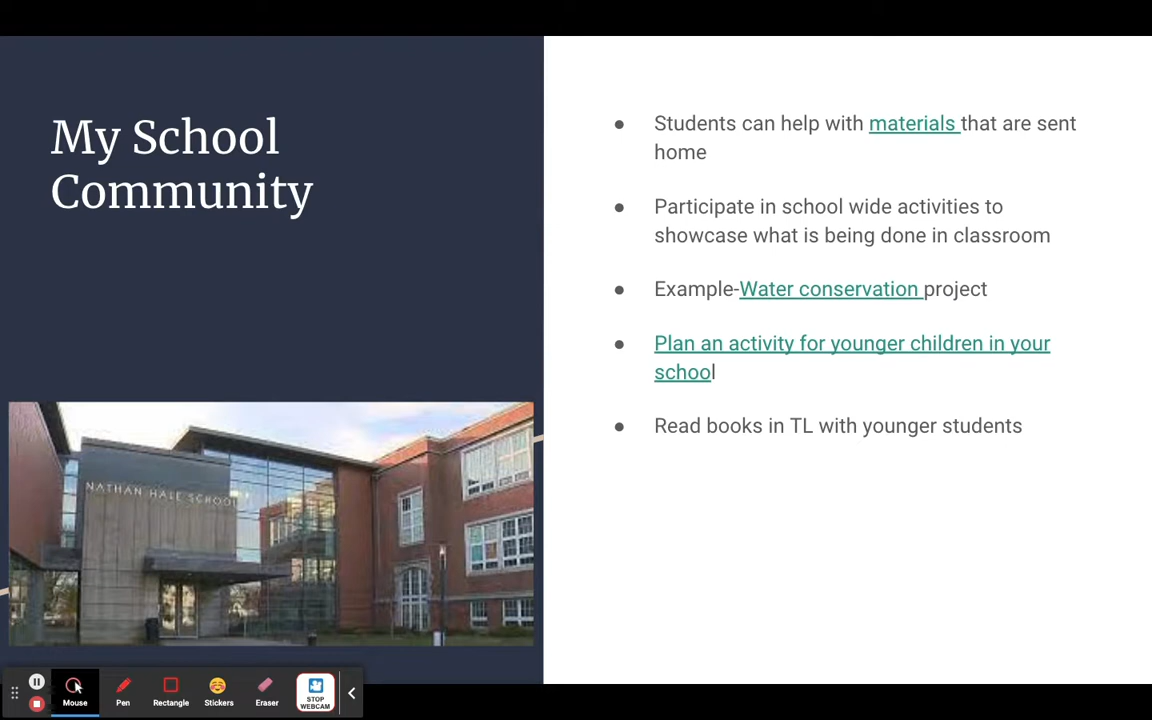 My School
Community
● Students can help with materials that are sent
home
● Participate in school wide activities to
showcase what is being done in classroom
● Example-Water conservation project
● Plan an activity for younger children in your
school
● Read books in TL with younger students
NATHAN HALE SCHOOL
Mouse
Pen
Rectangle
Stickers
Eraser
STOP
WEBCAM